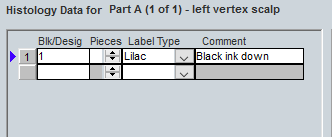 Histology Data for Part A (1 of 1) - left vertex scalp
Blk/Desig Pieces Label Type Comment
1 1 Lilac Black ink down